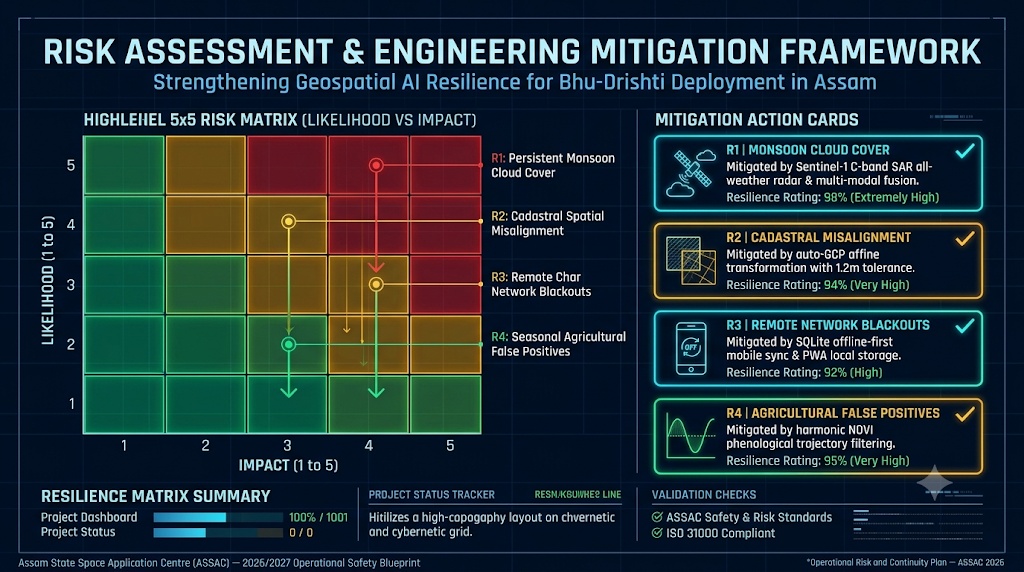 RISK ASSESSMENT & ENGINEERING MITIGATION FRAMEWORK
Strengthening Geospatial AI Resilience for Bhu-Drishti Deployment in Assam
HIGHLEHEL 5x5 RISK MATRIX (LIKELIHOOD VS IMPACT)
LIKELIHOOD (1 to 5)
5
4
3
2
1
1 2 3 4 5
IMPACT (1 to 5)
R1: Persistent Monsoon
Cloud Cover
R2: Cadastral Spatial
Misalignment
R3: Remote Char
Network Blackouts
R4: Seasonal Agricultural
False Positives
MITIGATION ACTION CARDS
R1 | MONSOON CLOUD COVER
Mitigated by Sentinel-1 C-band SAR all-
weather radar & multi-modal fusion.
Resilience Rating: 98% (Extremely High)
R2 | CADASTRAL MISALIGNMENT
Mitigated by auto-GCP affine
transformation with 1.2m tolerance.
Resilience Rating: 94% (Very High)
OFF
R3 | REMOTE NETWORK BLACKOUTS
Mitigated by SQLite offline-first
mobile sync & PWA local storage.
Resilience Rating: 92% (High)
R4 | AGRICULTURAL FALSE POSITIVES
Mitigated by harmonic NOVI
phenological trajectory filtering.
Resilience Rating: 95% (Very High)
RESILIENCE MATRIX SUMMARY
Project Dashboard 100% / 1001
Project Status 0 / 0
PROJECT STATUS TRACKER
LINE
Hitilizes a high-copogaphy layout on chvernetic
and cybernetic grid.
VALIDATION CHECKS
ASSAC Safety & Risk Standards
ISO 31000 Compliant
Assam State Space Application Centre (ASSAC) — 2026/2027 Operational Safety Blueprint
*Operational Risk and Continuity Plan — ASSAC 2026